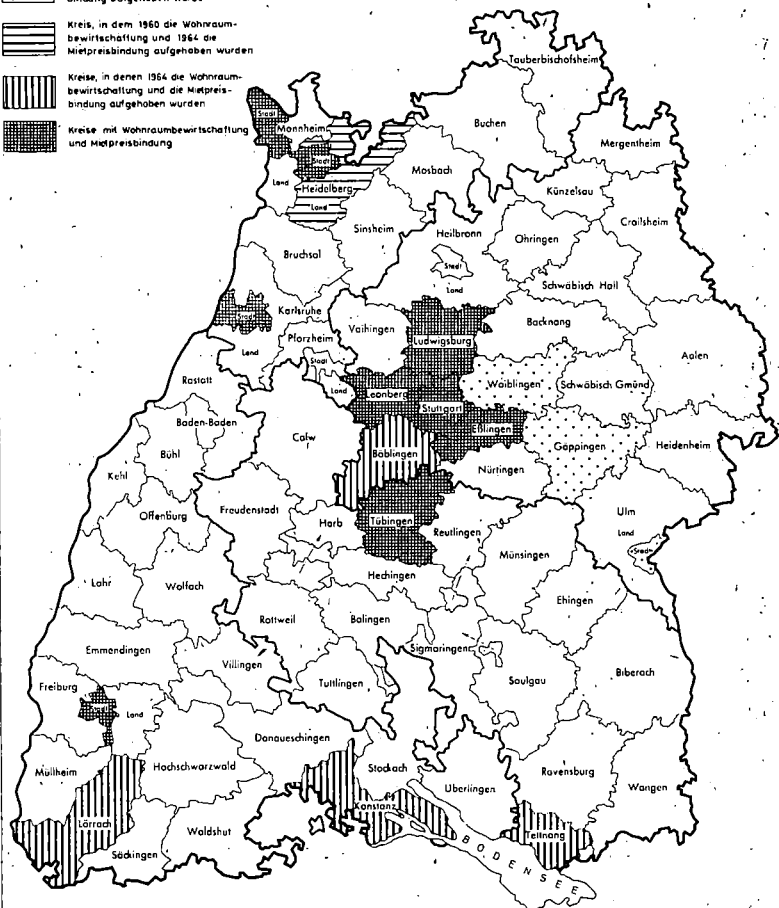 bindung aufgehoben wurde
Kreis, in dem 1960 die Wohnraum-
bewirtschaftung und 1964 die
Mietpreisbindung aufgehoben wurden
Kreise, in denen 1964 die Wohnraum-
bewirtschaftung und die Mietpreis-
bindung aufgehoben wurden
Kreise mit Wohnraumbewirtschaftung
und Mietpreisbindung
Tauberbischofsheim
Stadt
Mannheim
Buchen
Mergentheim
Stadt
Mosbach
Land
Heidelberg
Künzelsau
Land
Crailsheim
Sinsheim
Heilbronn
Öhringen
Bruchsal
Stadt
Land
Schwäbisch Hall
Stadt
Karlsruhe
Vaihingen
Ludwigsburg
Backnang
Pforzheim
Aalen
Land
Stadt
Rastatt
Land
Leonberg
Waiblingen
Schwäbisch Gmünd
Stuttgart
Baden-Baden
Calw
Eßlingen
Böblingen
Göppingen
Heidenheim
Bühl
Kehl
Nürtingen
Freudenstadt
Ulm
Offenburg
Horb
Tübingen
Reutlingen
Land
Münsingen
Stadt
Hechingen
Lahr
Wolfach
Ehingen
Rottweil
Balingen
Emmendingen
Sigmaringen
Villingen
Biberach
Tuttlingen
Saulgau
Freiburg
Stadt
Land
Donaueschingen
Müllheim
Hochschwarzwald
Stockach
Überlingen
Ravensburg
Wangen
Konstanz
Lörrach
Waldshut
Tettnang
Säckingen
BODENSEE